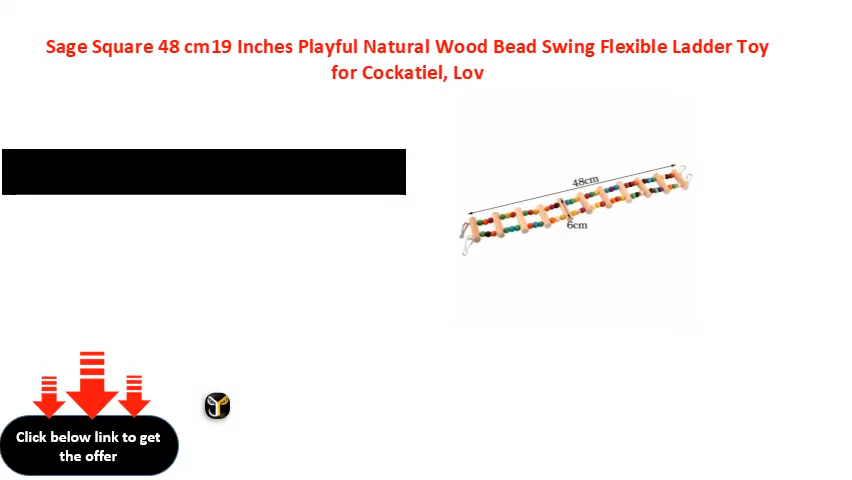 Sage Square 48 cm19 Inches Playful Natural Wood Bead Swing Flexible Ladder Toy
for Cockatiel, Lov
48cm
6cm
Click below link to get
the offer